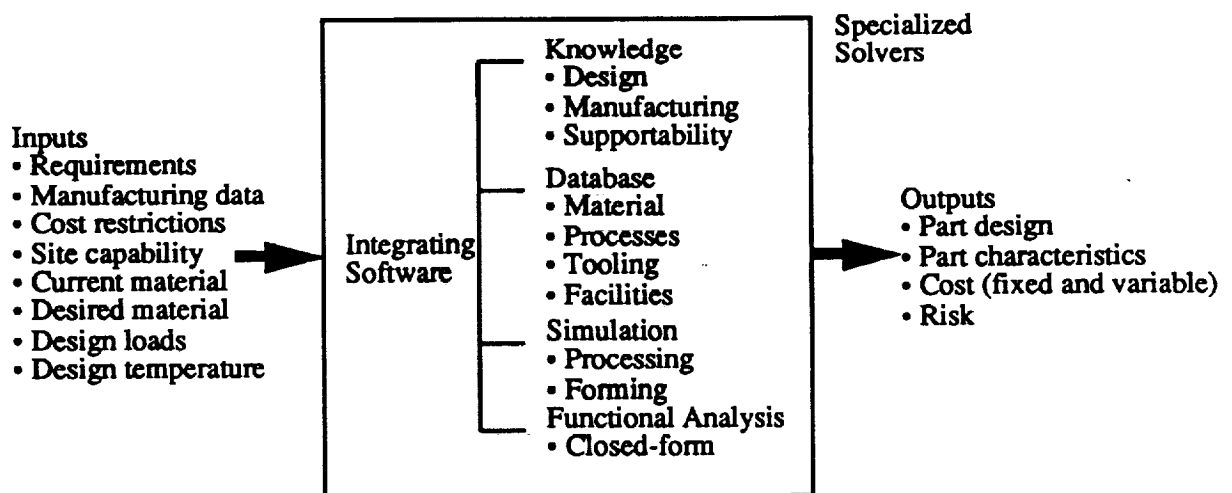 Inputs
• Requirements
• Manufacturing data
• Cost restrictions
• Site capability
• Current material
• Desired material
• Design loads
• Design temperature
Integrating
Software
Knowledge
• Design
• Manufacturing
• Supportability
Database
• Material
• Processes
• Tooling
• Facilities
Simulation
• Processing
• Forming
Functional Analysis
• Closed-form
Specialized
Solvers
Outputs
• Part design
• Part characteristics
• Cost (fixed and variable)
• Risk